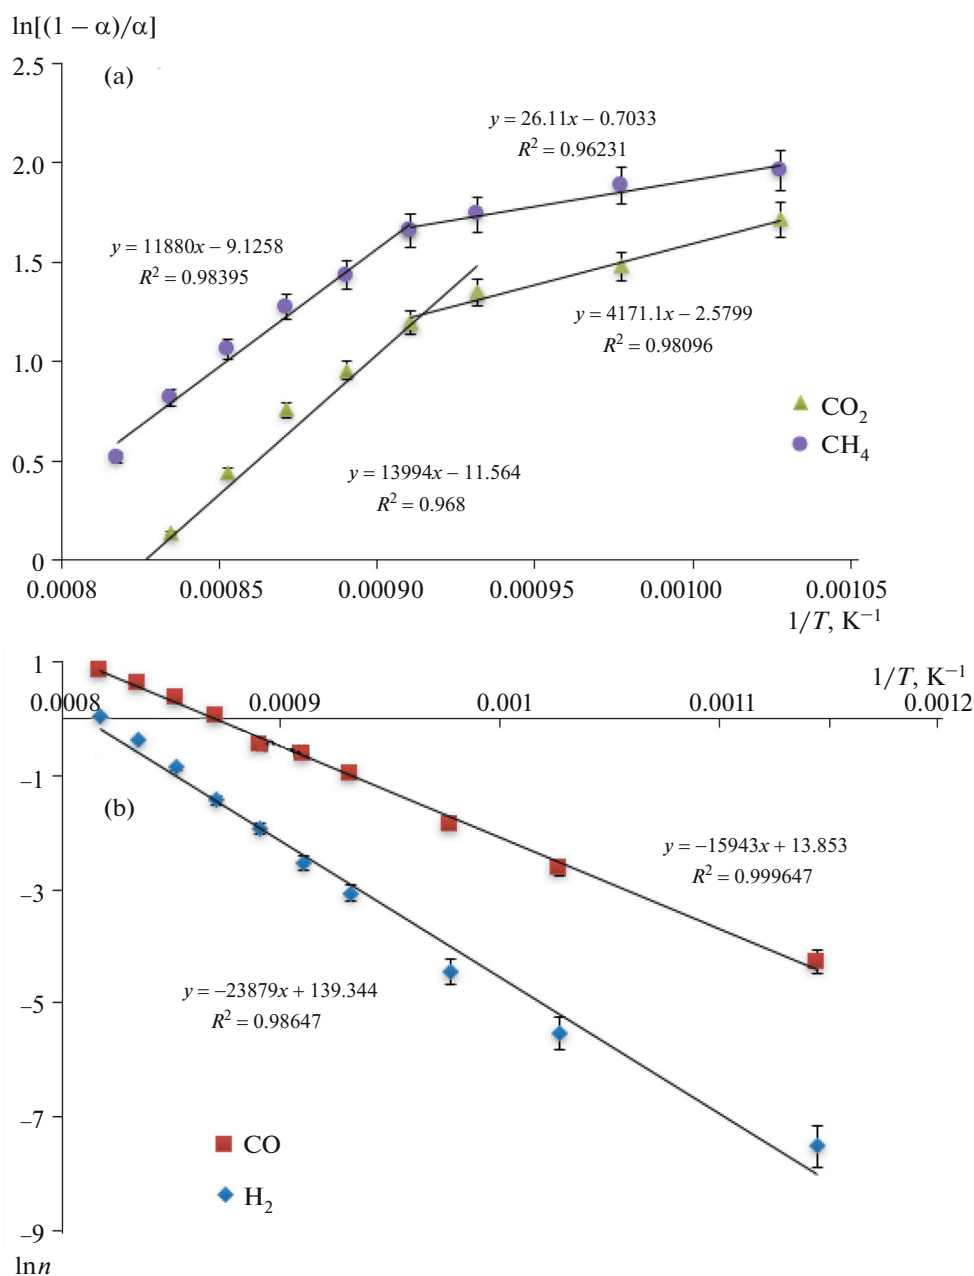 ln[(1 – α)/α]
2.5
(a)
y = 26.11x – 0.7033
R² = 0.96231
2.0
y = 11880x – 9.1258
R² = 0.98395
1.5
y = 4171.1x – 2.5799
R² = 0.98096
1.0
CO₂
CH₄
0.5
y = 13994x – 11.564
R² = 0.968
0
0.0008 0.00085 0.00090 0.00095 0.00100 0.00105
1/T, K⁻¹
1
1/T, K⁻¹
0.0008 0.0009 0.001 0.0011 0.0012
–1
(b)
y = –15943x + 13.853
R² = 0.999647
–3
–5
y = –23879x + 139.344
R² = 0.98647
–7
CO
H₂
–9
ln n